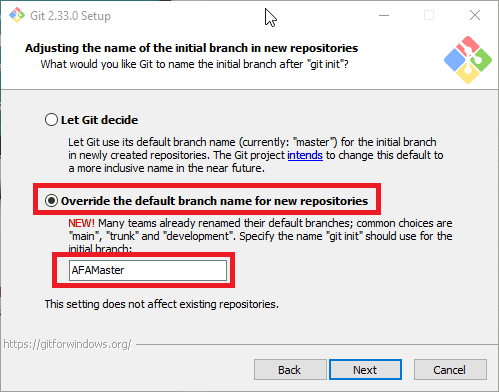 Git 2.33.0 Setup
Adjusting the name of the initial branch in new repositories
What would you like Git to name the initial branch after "git init"?
Let Git decide
Let Git use its default branch name (currently: "master") for the initial branch
in newly created repositories. The Git project intends to change this default to
a more inclusive name in the near future.
Override the default branch name for new repositories
NEW! Many teams already renamed their default branches; common choices are
"main", "trunk" and "development". Specify the name "git init" should use for the
initial branch:
AFAMaster
This setting does not affect existing repositories.
https://gitforwindows.org/
Back
Next
Cancel